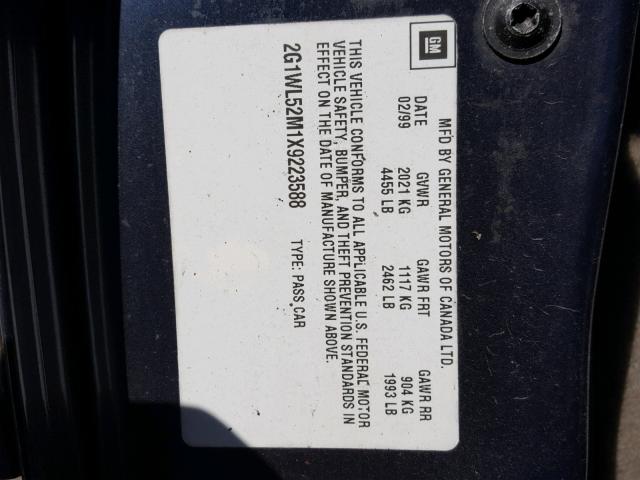 GM
MFD BY GENERAL MOTORS OF CANADA LTD.
DATE GVWR GAWR FRT GAWR RR
02/99 2021 KG 1117 KG 904 KG
4455 LB 2462 LB 1993 LB
THIS VEHICLE CONFORMS TO ALL APPLICABLE U.S. FEDERAL MOTOR
VEHICLE SAFETY, BUMPER, AND THEFT PREVENTION STANDARDS IN
EFFECT ON THE DATE OF MANUFACTURE SHOWN ABOVE.
2G1WL52M1X9223588 TYPE: PASS CAR